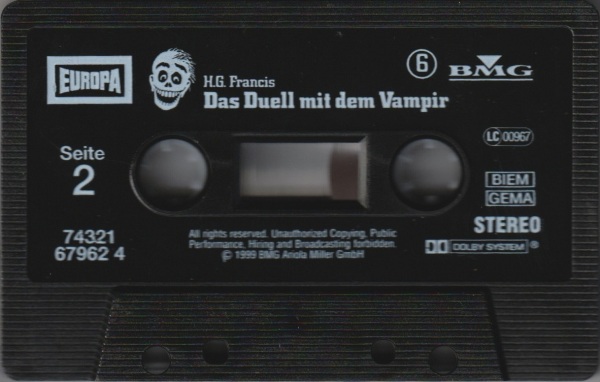 EUROPA
H.G. Francis
Das Duell mit dem Vampir
6
BMG
LC 00967
Seite
2
BIEM
GEMA
STEREO
DOLBY SYSTEM ®
74321
67962 4
All rights reserved. Unauthorized Copying, Public
Performance, Hiring and Broadcasting forbidden.
Ⓟ © 1999 BMG Ariola Miller GmbH